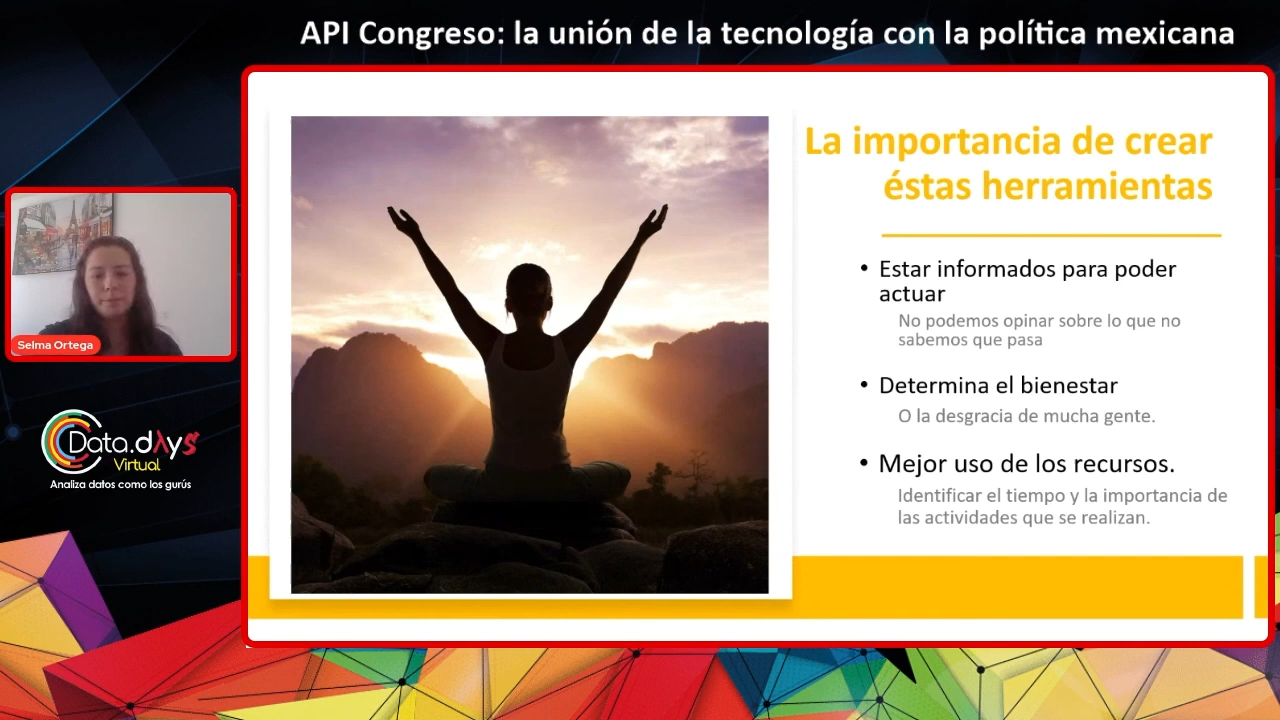 API Congreso: la unión de la tecnología con la política mexicana
La importancia de crear
éstas herramientas
• Estar informados para poder
actuar
No podemos opinar sobre lo que no
sabemos que pasa
• Determina el bienestar
O la desgracia de mucha gente.
• Mejor uso de los recursos.
Identificar el tiempo y la importancia de
las actividades que se realizan.
Selma Ortega
Data.dAys
Virtual
Analiza datos como los gurús